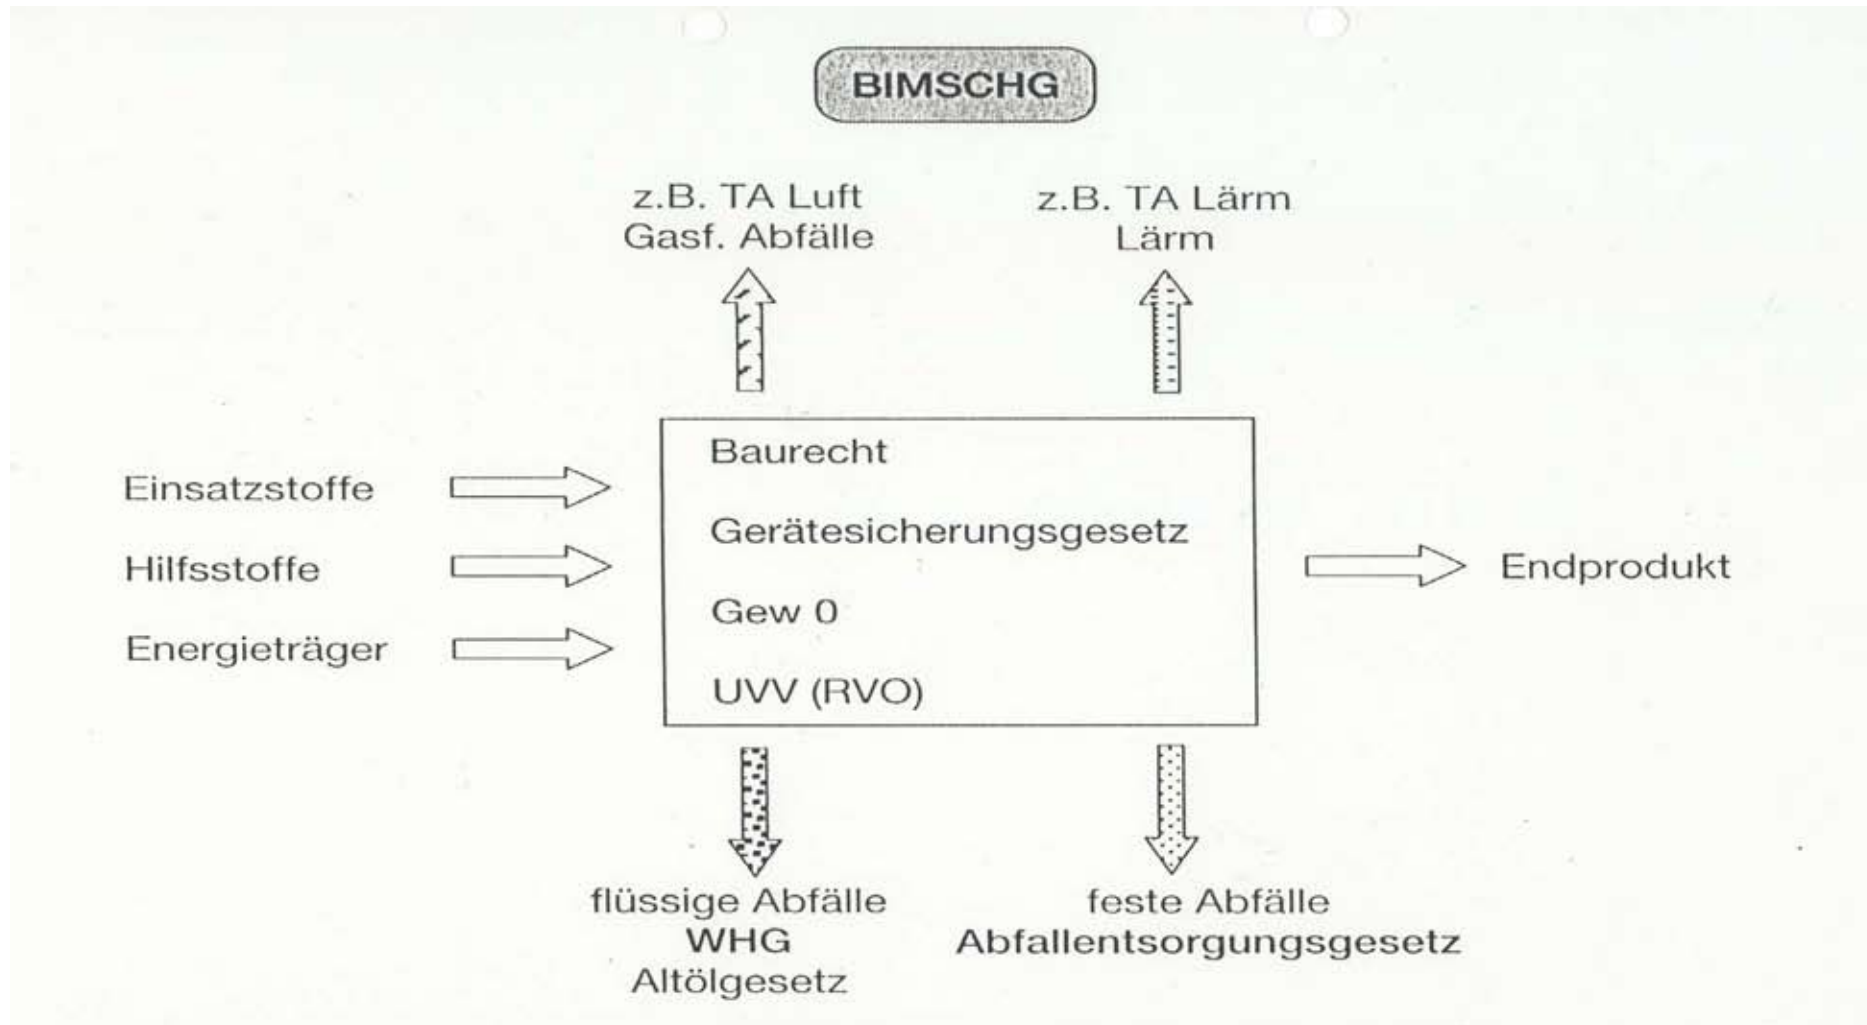 BIMSCHG
z.B. TA Luft
Gasf. Abfälle
z.B. TA Lärm
Lärm
Einsatzstoffe
Hilfsstoffe
Energieträger
Baurecht
Gerätesicherungsgesetz
Gew 0
UVV (RVO)
Endprodukt
flüssige Abfälle
WHG
Altölgesetz
feste Abfälle
Abfallentsorgungsgesetz